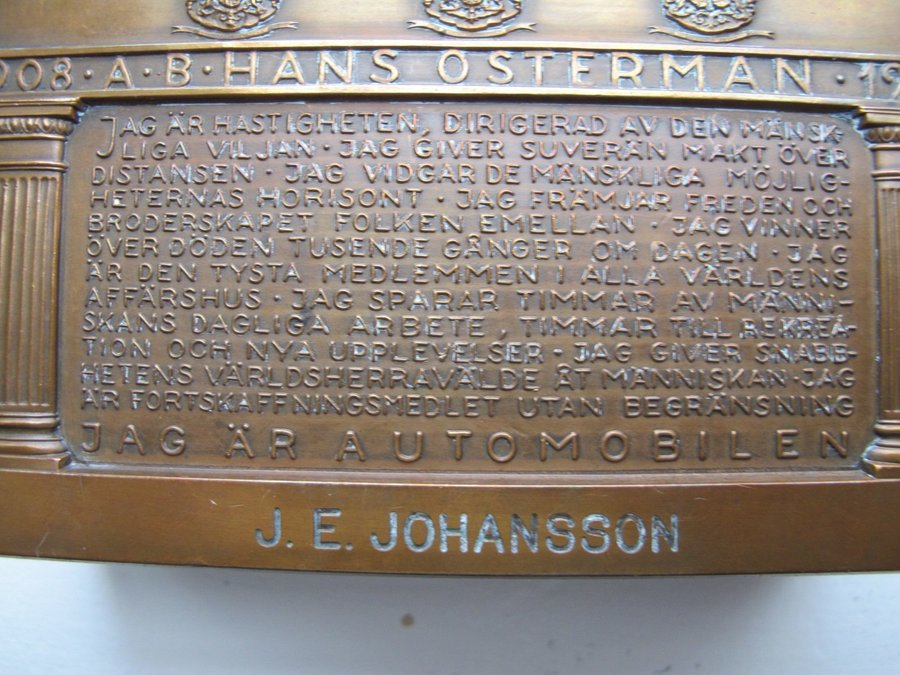 1908 · A · B · HANS OSTERMAN · 19
JAG ÄR HASTIGHETEN, DIRIGERAD AV DEN MÄNSK-
LIGA VILJAN · JAG GIVER SUVERÄN MAKT ÖVER
DISTANSEN · JAG VIDGAR DE MÄNSKLIGA MÖJLIG-
HETERNAS HORISONT · JAG FRÄMJAR FREDEN OCH
BRODERSKAPET FOLKEN EMELLAN · JAG VINNER
ÖVER DÖDEN TUSENDE GÅNGER OM DAGEN · JAG
ÄR DEN TYSTA MEDLEMMEN I ALLA VÄRLDENS
AFFÄRSHUS · JAG SPARAR TIMMAR AV MÄNNI-
SKANS DAGLIGA ARBETE, TIMMAR TILL REKREA-
TION OCH NYA UPPLEVELSER · JAG GIVER SNABB-
HETENS VÄRLDSHERRAVÄLDE ÅT MÄNNISKAN · JAG
ÄR FORTSKAFFNINGSMEDLET UTAN BEGRÄNSNING
JAG ÄR AUTOMOBILEN
J. E. JOHANSSON